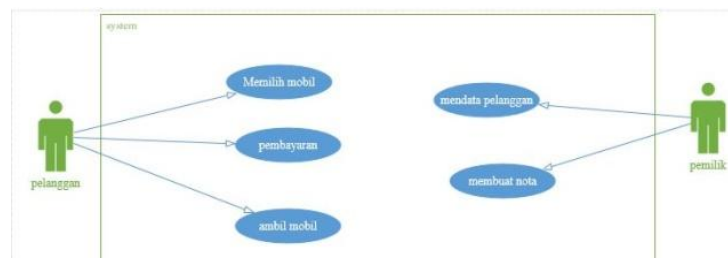 system
Memilih mobil
mendata pelanggan
pembayaran
pelanggan
pemilik
membuat nota
ambil mobil